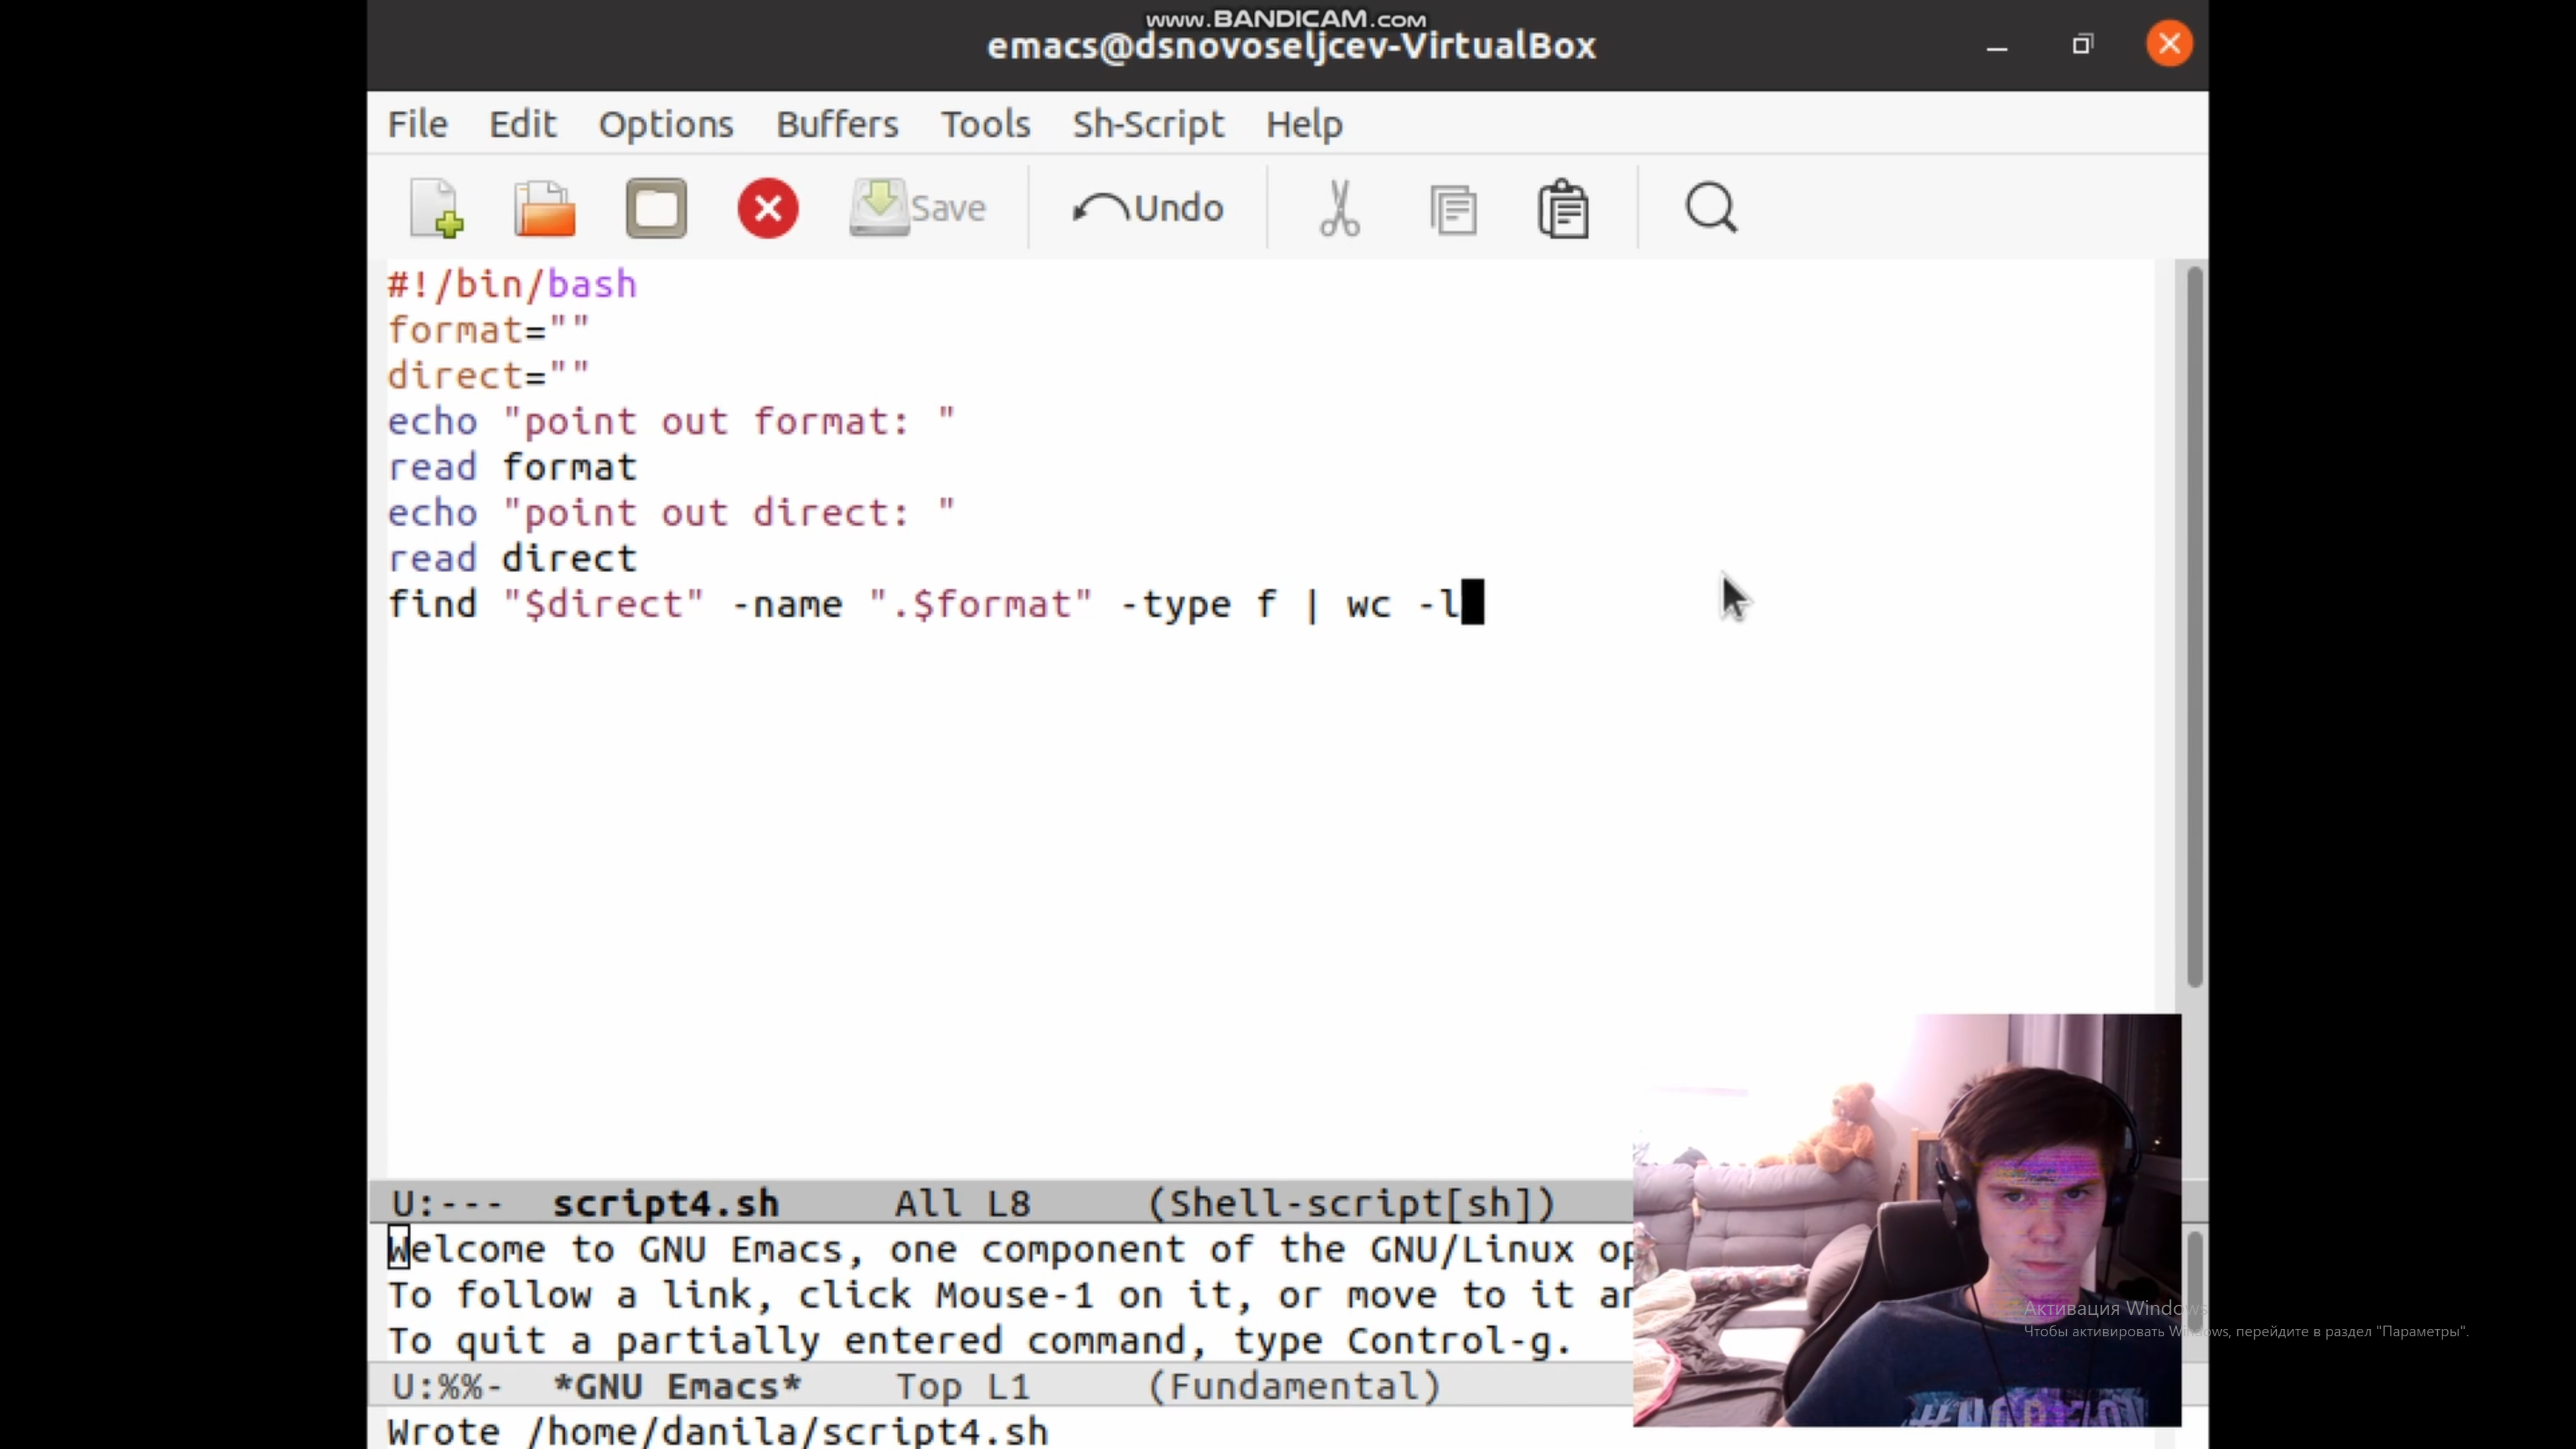 www.BANDICAM.com
emacs@dsnovoseljcev-VirtualBox
File Edit Options Buffers Tools Sh-Script Help
Save Undo
#!/bin/bash
format=""
direct=""
echo "point out format: "
read format
echo "point out direct: "
read direct
find "$direct" -name ".$format" -type f | wc -l
U:--- script4.sh All L8 (Shell-script[sh])
Welcome to GNU Emacs, one component of the GNU/Linux
To follow a link, click Mouse-1 on it, or move to it
To quit a partially entered command, type Control-g.
Активация Windows
Чтобы активировать Windows, перейдите в раздел "Параметры".
U:%%- *GNU Emacs* Top L1 (Fundamental)
Wrote /home/danila/script4.sh